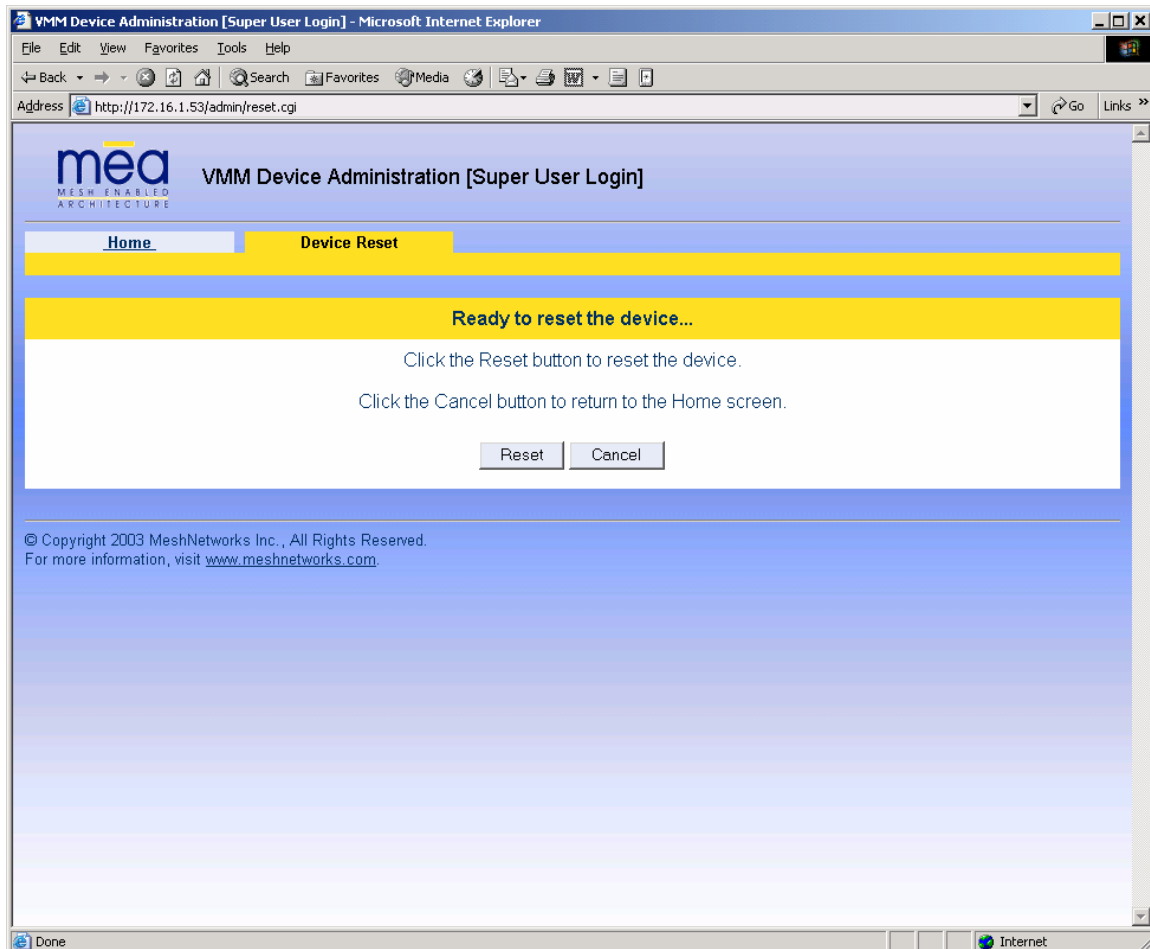 VMM Device Administration [Super User Login] - Microsoft Internet Explorer
File Edit View Favorites Tools Help
Back Search Favorites Media
Address http://172.16.1.53/admin/reset.cgi Go Links »
mēa
MESH ENABLED
ARCHITECTURE
VMM Device Administration [Super User Login]
Home Device Reset
Ready to reset the device...
Click the Reset button to reset the device.
Click the Cancel button to return to the Home screen.
Reset Cancel
© Copyright 2003 MeshNetworks Inc., All Rights Reserved.
For more information, visit www.meshnetworks.com.
Done Internet